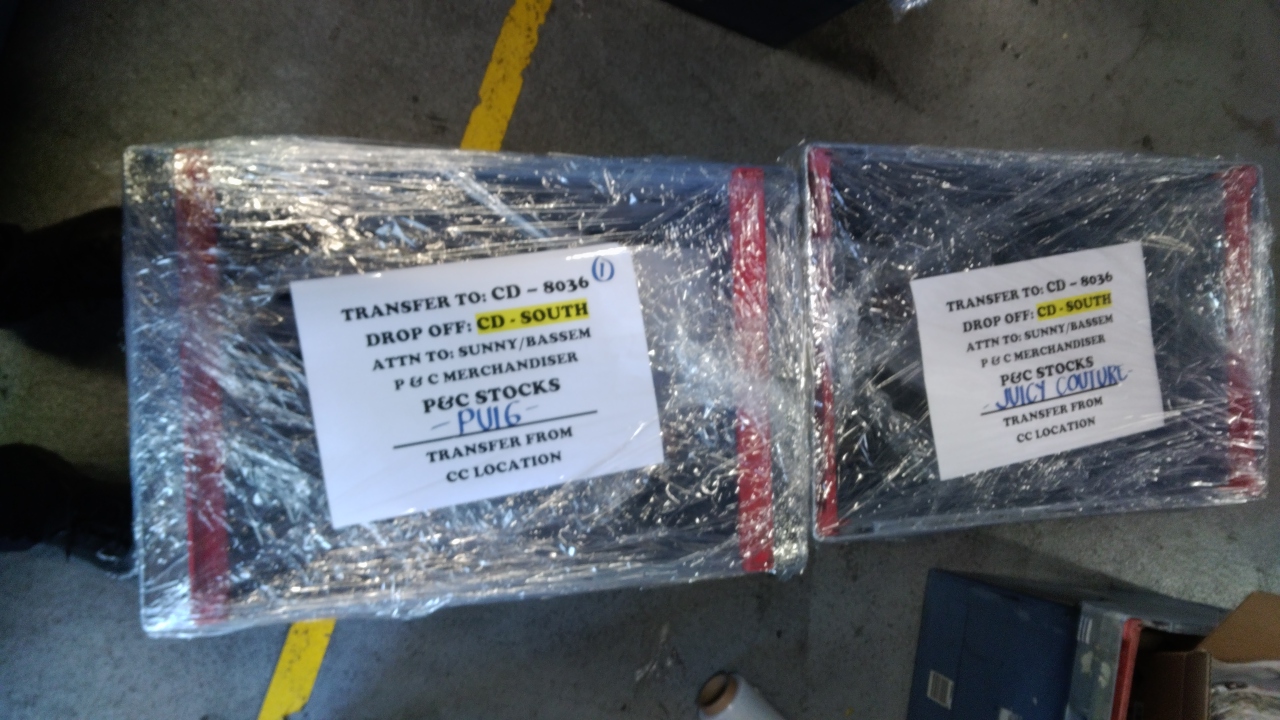 TRANSFER TO: CD – 8036 ①
DROP OFF: CD - SOUTH
ATTN TO: SUNNY/BASSEM
P & C MERCHANDISER
P&C STOCKS
- PUIG -
TRANSFER FROM
CC LOCATION
TRANSFER TO: CD – 8036
DROP OFF: CD - SOUTH
ATTN TO: SUNNY/BASSEM
P & C MERCHANDISER
P&C STOCKS
- JUICY COUTURE -
TRANSFER FROM
CC LOCATION